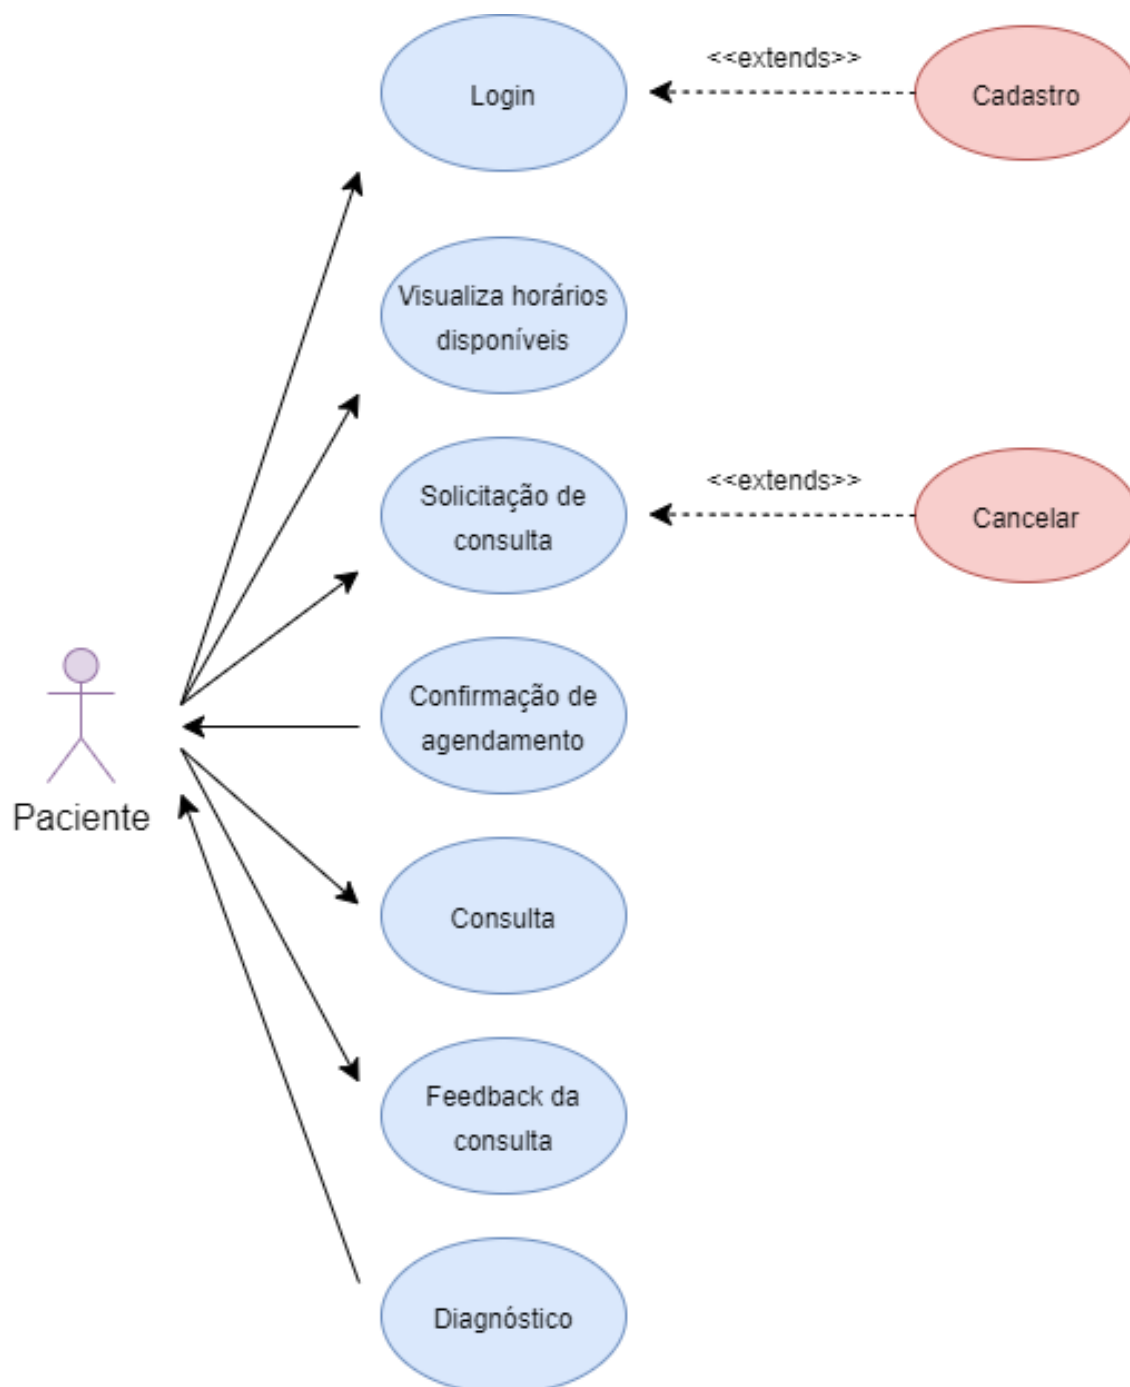 Login
<<extends>>
Cadastro
Visualiza horários
disponíveis
Solicitação de
consulta
<<extends>>
Cancelar
Confirmação de
agendamento
Paciente
Consulta
Feedback da
consulta
Diagnóstico